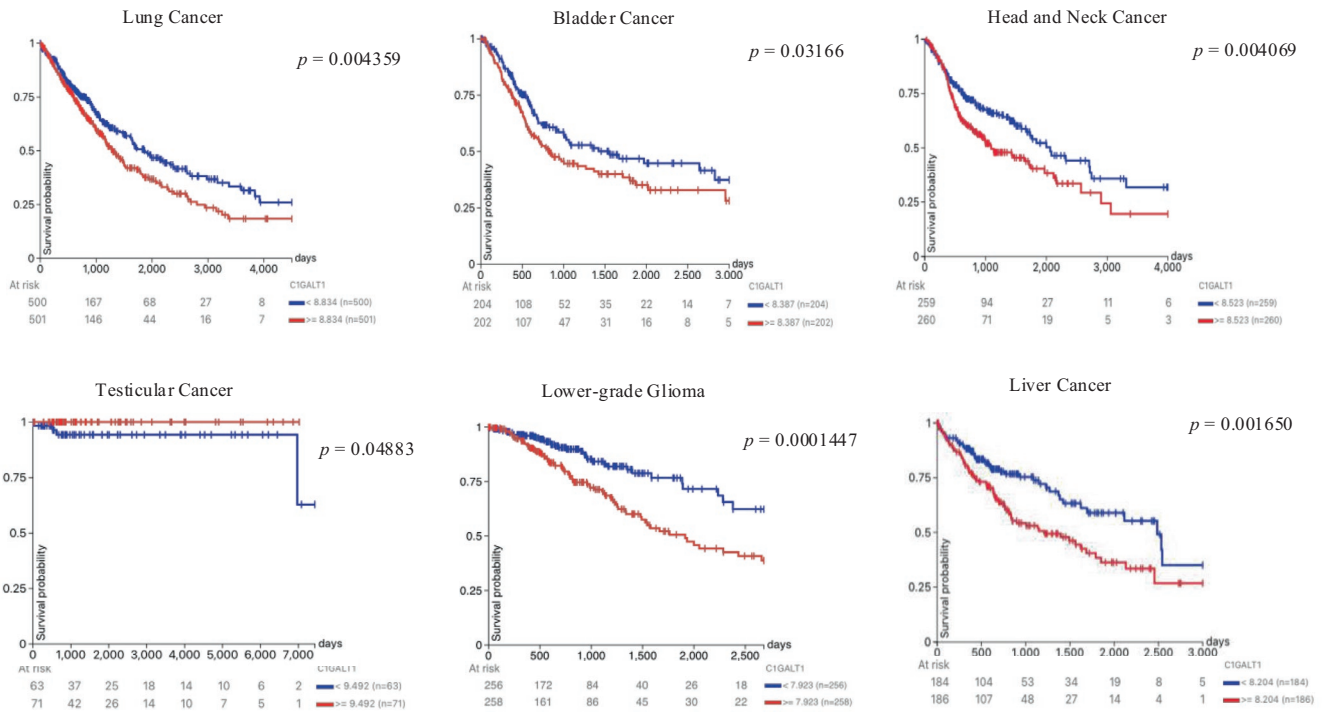 Lung Cancer
p = 0.004359
1
0.75
0.5
0.25
0
Survival probability
0 1,000 2,000 3,000 4,000 days
At risk C1GALT1
500 167 68 27 8 < 8.834 (n=500)
501 146 44 16 7 >= 8.834 (n=501)
Bladder Cancer
p = 0.03166
1
0.75
0.5
0.25
0
Survival probability
0 500 1.000 1.500 2.000 2.500 3.000 days
At risk C1GALT1
204 108 52 35 22 14 7 < 8.387 (n=204)
202 107 47 31 16 8 5 >= 8.387 (n=202)
Head and Neck Cancer
p = 0.004069
1
0.75
0.5
0.25
0
Survival probability
0 1,000 2,000 3,000 4,000 days
At risk C1GALT1
259 94 27 11 6 < 8.523 (n=259)
260 71 19 5 3 >= 8.523 (n=260)
Testicular Cancer
p = 0.04883
1
0.75
0.5
0.25
0
Survival probability
0 1,000 2,000 3,000 4,000 5,000 6,000 7,000 days
At risk C1GALT1
63 37 25 18 14 10 6 2 < 9.492 (n=63)
71 42 26 14 10 7 5 1 >= 9.492 (n=71)
Lower-grade Glioma
p = 0.0001447
1
0.75
0.5
0.25
0
Survival probability
0 500 1,000 1,500 2,000 2,500 days
At risk C1GALT1
256 172 84 40 26 18 < 7.923 (n=256)
258 161 86 45 30 22 >= 7.923 (n=258)
Liver Cancer
p = 0.001650
1
0.75
0.5
0.25
0
Survival probability
0 500 1.000 1.500 2.000 2.500 3.000 days
At risk C1GALT1
184 104 53 34 19 8 5 < 8.204 (n=184)
186 107 48 27 14 4 1 >= 8.204 (n=186)